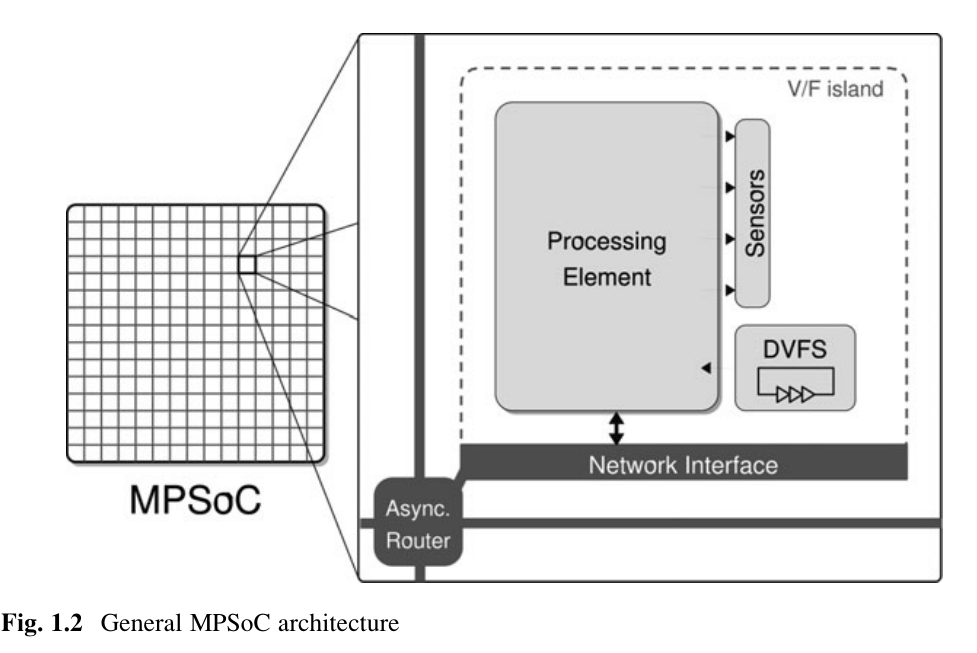 V/F island
Processing
Element
Sensors
DVFS
Network Interface
Async.
Router
MPSoC
Fig. 1.2 General MPSoC architecture